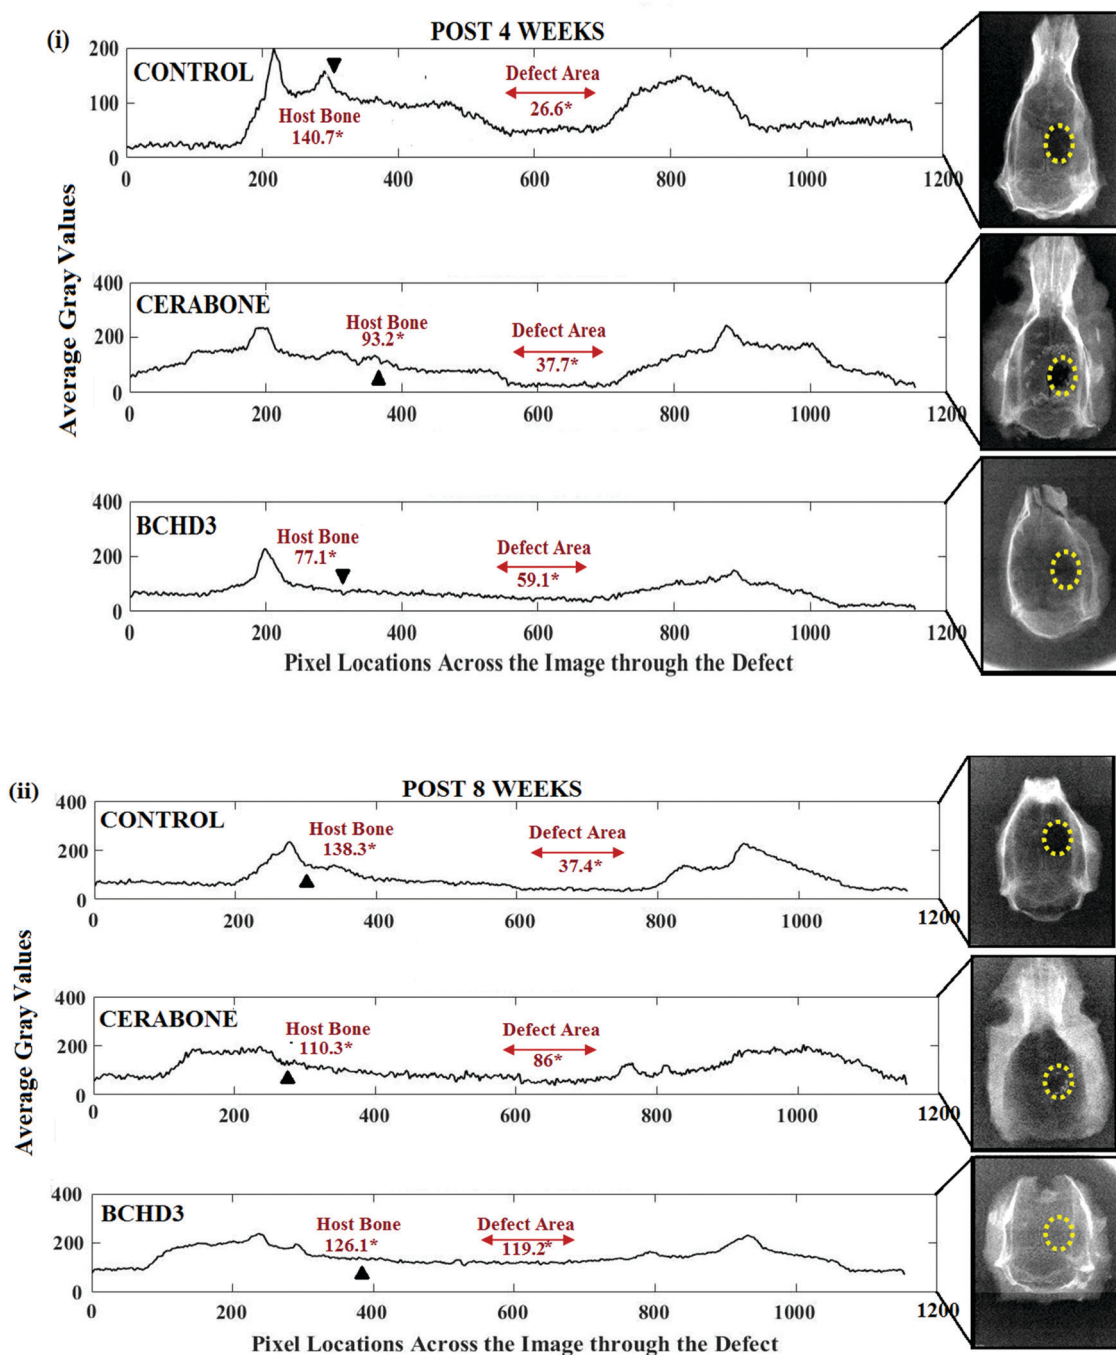 (i)
POST 4 WEEKS
Average Gray Values
200
100
0
CONTROL
Host Bone
140.7*
Defect Area
26.6*
0 200 400 600 800 1000 1200
400
200
0
CERABONE
Host Bone
93.2*
Defect Area
37.7*
0 200 400 600 800 1000 1200
400
200
0
BCHD3
Host Bone
77.1*
Defect Area
59.1*
0 200 400 600 800 1000 1200
Pixel Locations Across the Image through the Defect
(ii)
POST 8 WEEKS
Average Gray Values
400
200
0
CONTROL
Host Bone
138.3*
Defect Area
37.4*
0 200 400 600 800 1000 1200
400
200
0
CERABONE
Host Bone
110.3*
Defect Area
86*
0 200 400 600 800 1000 1200
400
200
0
BCHD3
Host Bone
126.1*
Defect Area
119.2*
0 200 400 600 800 1000 1200
Pixel Locations Across the Image through the Defect